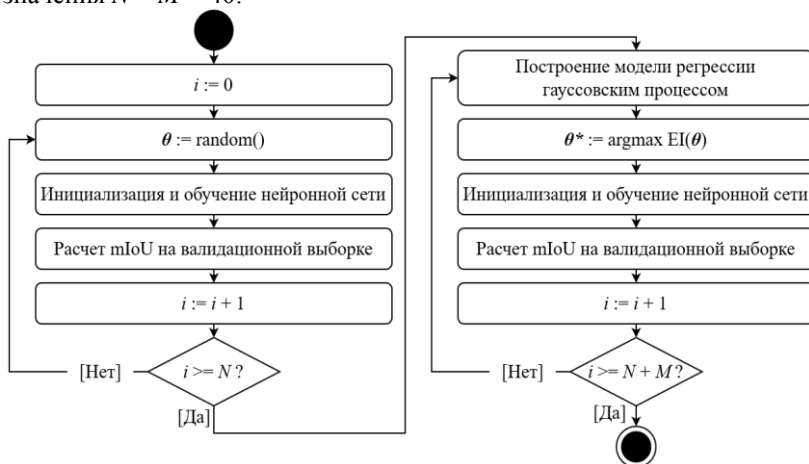 i := 0
θ := random()
Инициализация и обучение нейронной сети
Расчет mIoU на валидационной выборке
i := i + 1
i >= N ?
[Нет]
[Да]
Построение модели регрессии
гауссовским процессом
θ* := argmax EI(θ)
Инициализация и обучение нейронной сети
Расчет mIoU на валидационной выборке
i := i + 1
i >= N + M ?
[Нет]
[Да]